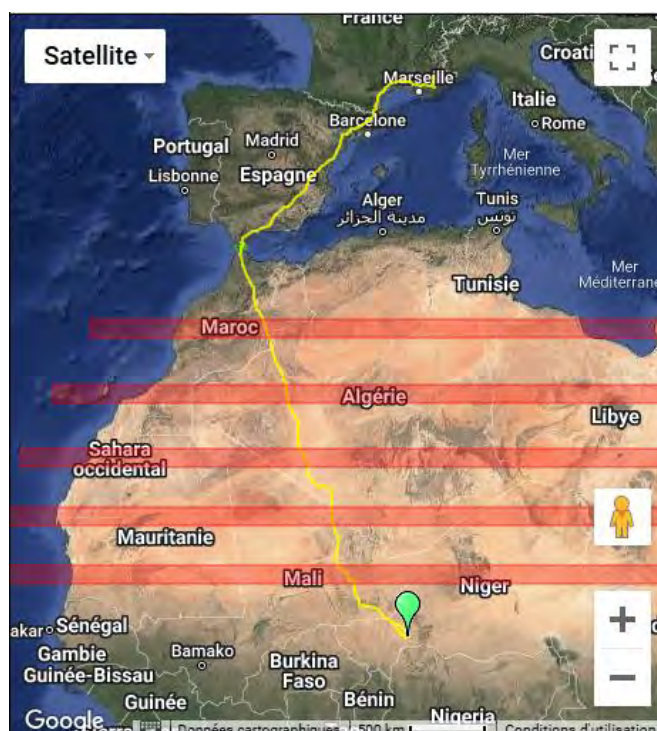 France
Satellite
Croati
Marseille
Italie
Barcelone
Rome
Portugal
Madrid
Espagne
Mer
Tyrrhénienne
Lisbonne
Alger
مدينة الجزائر
Tunis
تونس
Mer
Méditerrané
Tunisie
Maroc
Algérie
Libye
Sahara
occidental
Mauritanie
Mali
Niger
akar
Sénégal
Gambie
Bamako
Burkina
Faso
Guinée-Bissau
Guinée
Bénin
Nigeria
Google
Données cartographiques
500 km
Conditions d'utilisation